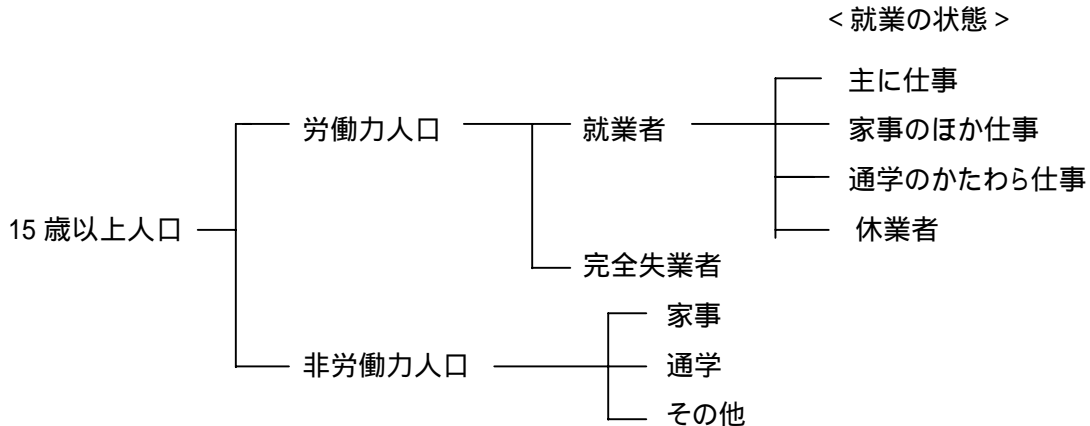 <就業の状態>
主に仕事
労働力人口 就業者 家事のほか仕事
通学のかたわら仕事
15歳以上人口 休業者
完全失業者
家事
非労働力人口 通学
その他